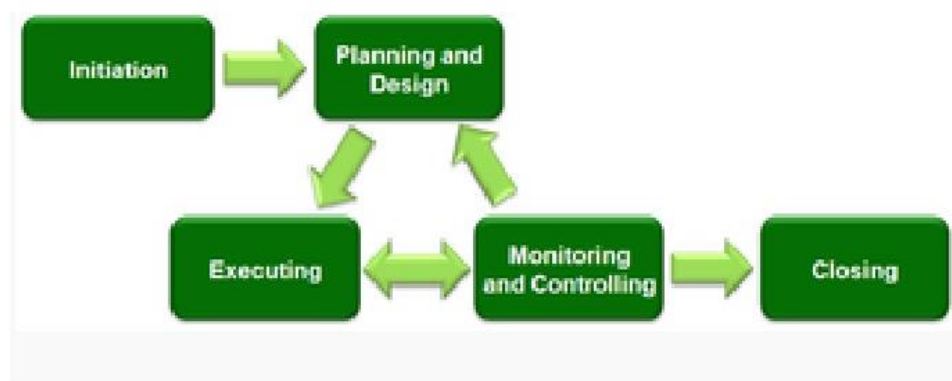 Initiation
Planning and
Design
Executing
Monitoring
and Controlling
Closing